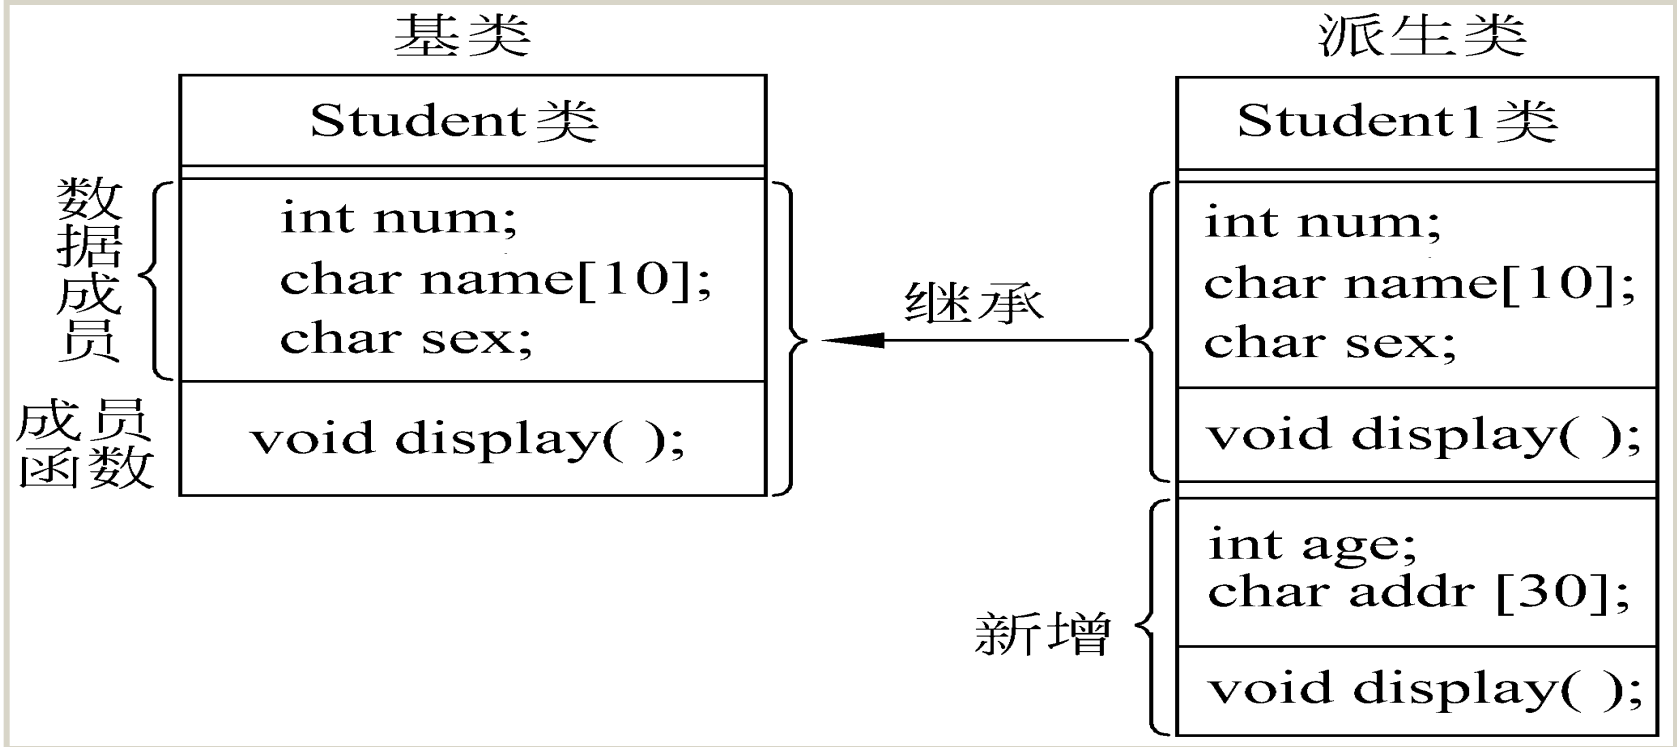 基类
Student类
数据成员
int num;
char name[10];
char sex;
成员
函数
void display( );
继承
派生类
Student1类
int num;
char name[10];
char sex;
void display( );
新增
int age;
char addr [30];
void display( );